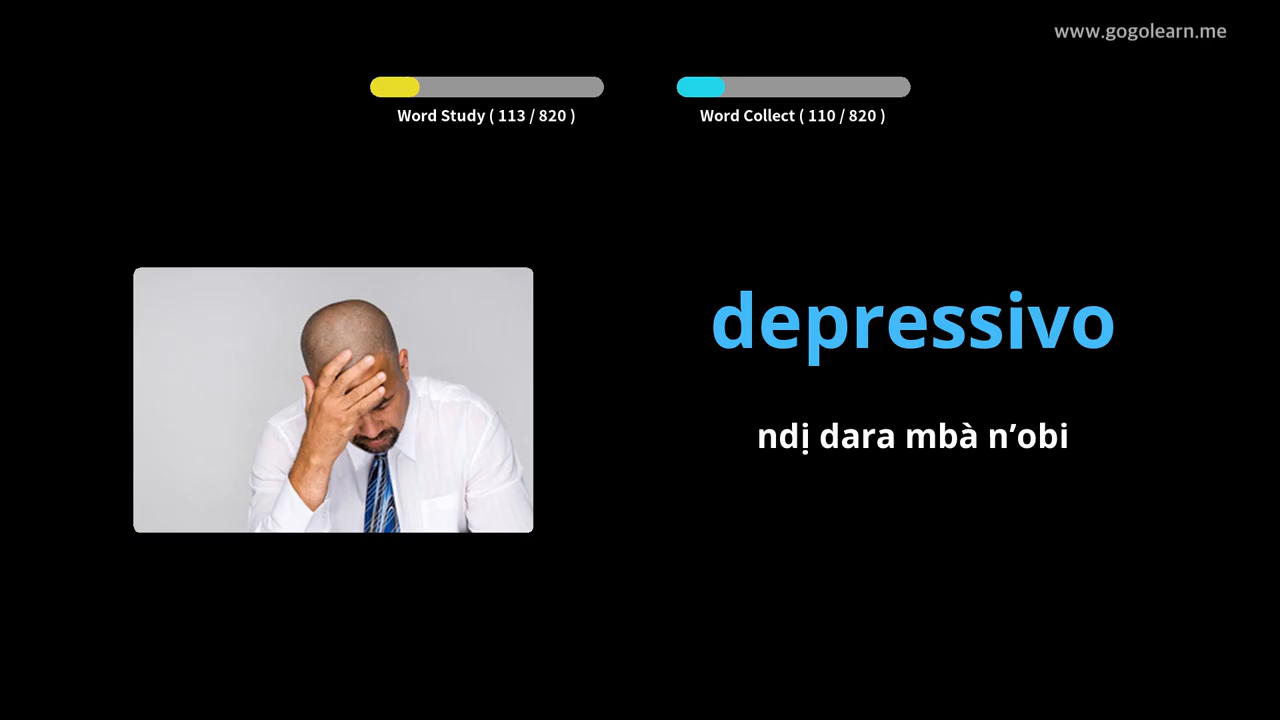 www.gogolearn.me
Word Study ( 113 / 820 )
Word Collect ( 110 / 820 )
depressivo
ndị dara mbà n’obi